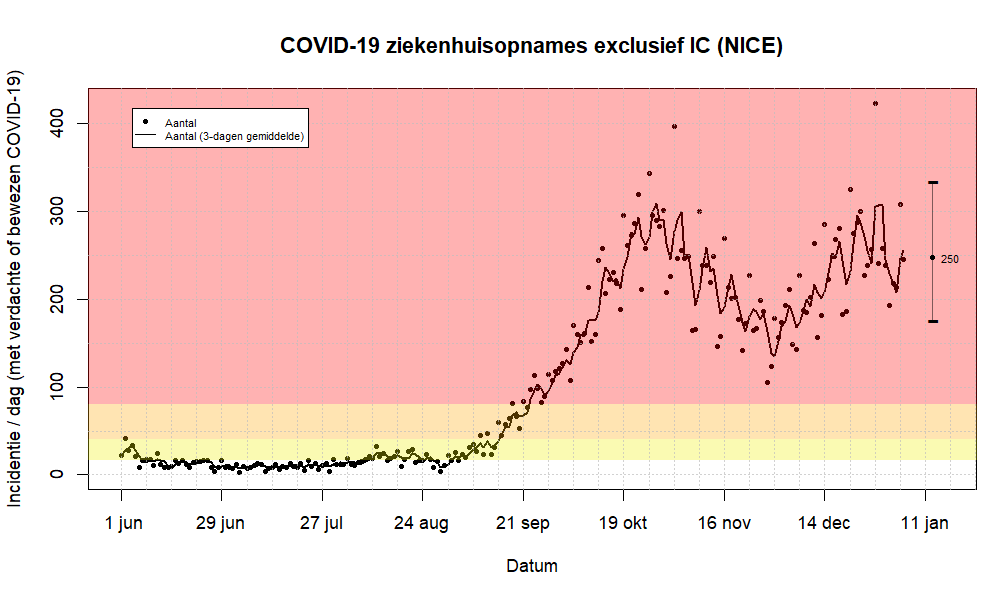 COVID-19 ziekenhuisopnames exclusief IC (NICE)
Incidentie / dag (met verdachte of bewezen COVID-19)
400
300
200
100
0
Aantal
Aantal (3-dagen gemiddelde)
250
1 jun
29 jun
27 jul
24 aug
21 sep
19 okt
16 nov
14 dec
11 jan
Datum